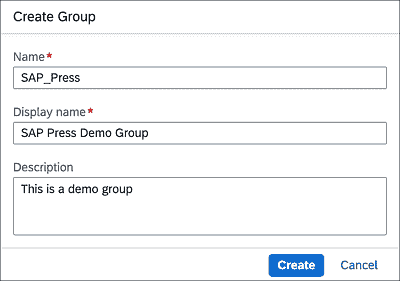 Create Group
Name*
SAP_Press
Display name*
SAP Press Demo Group
Description
This is a demo group
Create Cancel